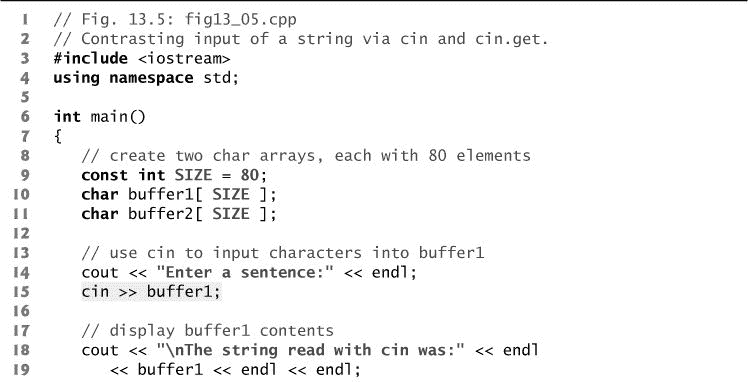 1 // Fig. 13.5: fig13_05.cpp
2 // Contrasting input of a string via cin and cin.get.
3 #include <iostream>
4 using namespace std;
5
6 int main()
7 {
8 // create two char arrays, each with 80 elements
9 const int SIZE = 80;
10 char buffer1[ SIZE ];
11 char buffer2[ SIZE ];
12
13 // use cin to input characters into buffer1
14 cout << "Enter a sentence:" << endl;
15 cin >> buffer1;
16
17 // display buffer1 contents
18 cout << "\nThe string read with cin was:" << endl
19 << buffer1 << endl << endl;